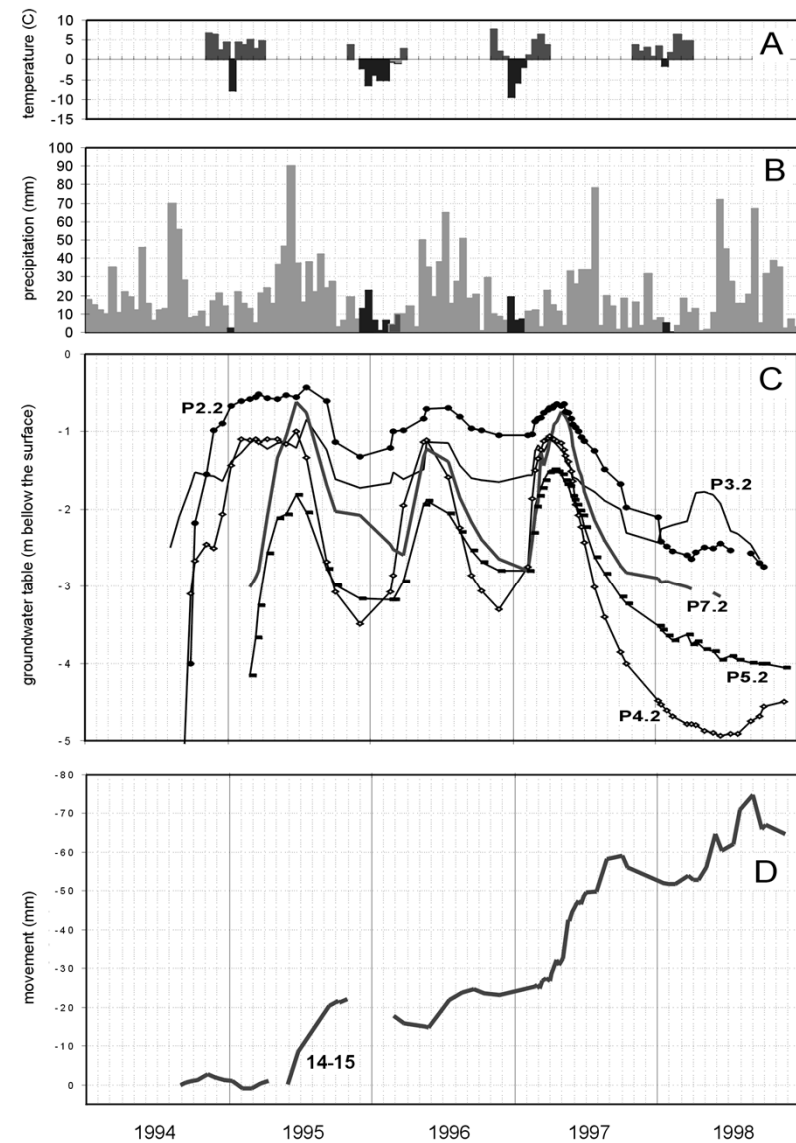 temperature (C)
10
5
0
-5
-10
-15
A
precipitation (mm)
100
90
80
70
60
50
40
30
20
10
0
B
groundwater table (m bellow the surface)
0
-1
-2
-3
-4
-5
C
P2.2
P3.2
P7.2
P5.2
P4.2
movement (mm)
-80
-70
-60
-50
-40
-30
-20
-10
0
D
14-15
1994 1995 1996 1997 1998